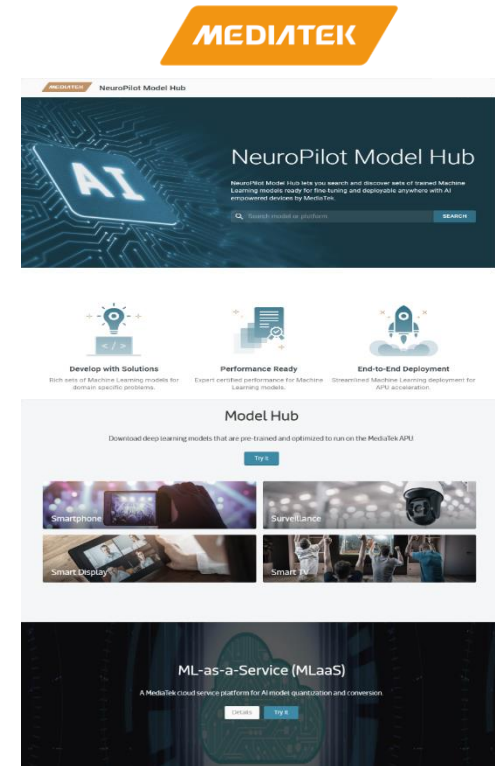 MEDIATEK
MEDIATEK NeuroPilot Model Hub
AI
NeuroPilot Model Hub
NeuroPilot Model Hub lets you search and discover sets of trained Machine
Learning models ready for fine-tuning and deployable anywhere with AI
empowered devices by MediaTek.
Search model or platform
SEARCH
</>
Develop with Solutions
Rich sets of Machine Learning models for
domain specific problems.
Performance Ready
Expert certified performance for Machine
Learning models.
End-to-End Deployment
Streamlined Machine Learning deployment for
APU acceleration.
Model Hub
Download deep learning models that are pre-trained and optimized to run on the MediaTek APU
Try it
Smartphone
Surveillance
Smart Display
Smart TV
ML-as-a-Service (MLaaS)
A MediaTek cloud service platform for AI model quantization and conversion.
Details
Try it